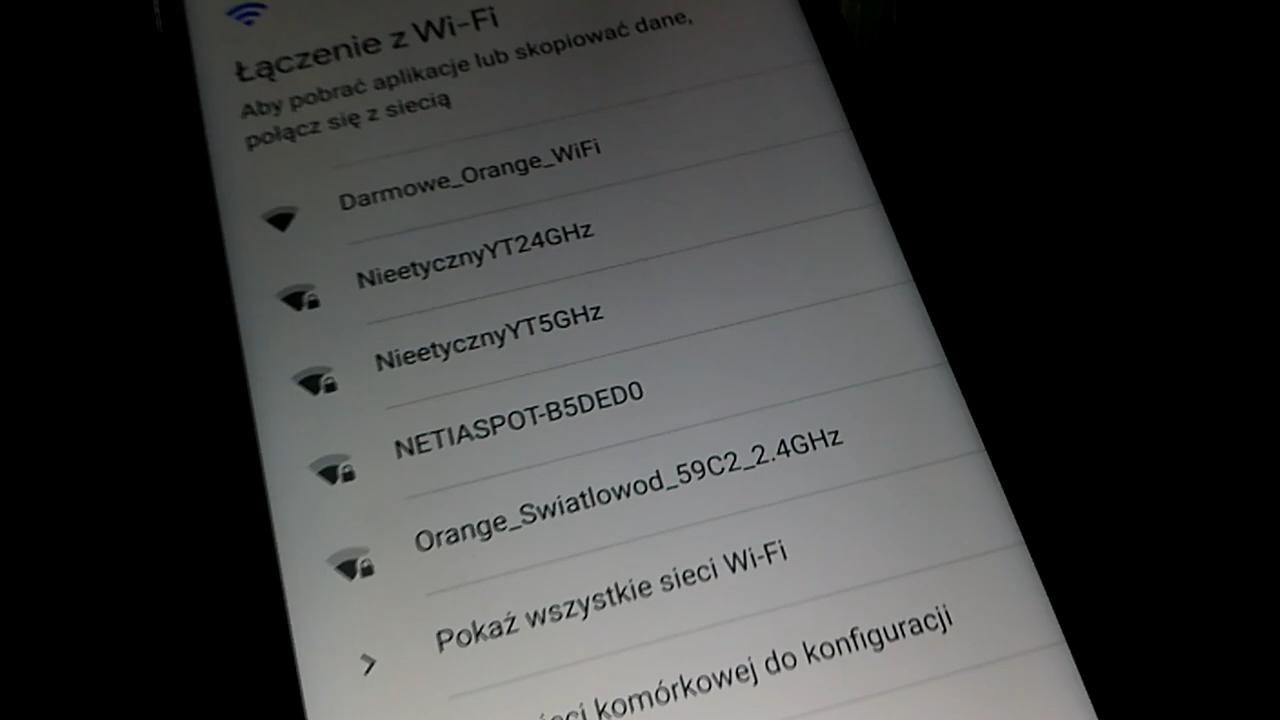 Łączenie z Wi-Fi
Aby pobrać aplikacje lub skopiować dane,
połącz się z siecią
Darmowe_Orange_WiFi
NieetycznyYT24GHz
NieetycznyYT5GHz
NETIASPOT-B5DED0
Orange_Swiatlowod_59C2_2.4GHz
Pokaż wszystkie sieci Wi-Fi
komórkowej do konfiguracji